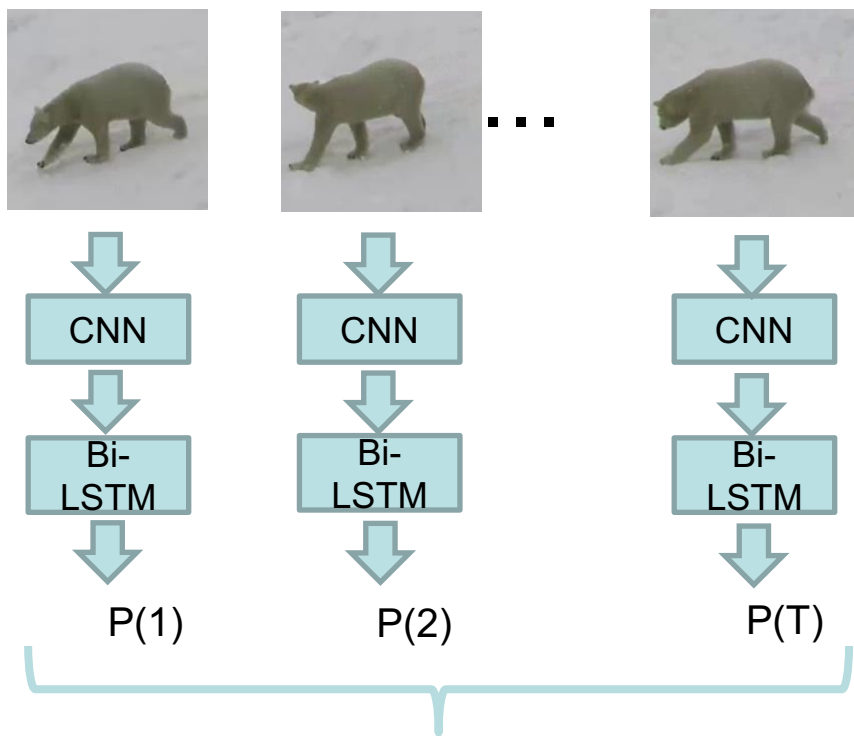 ...
CNN CNN CNN
Bi-
LSTM
Bi-
LSTM
Bi-
LSTM
P(1) P(2) P(T)